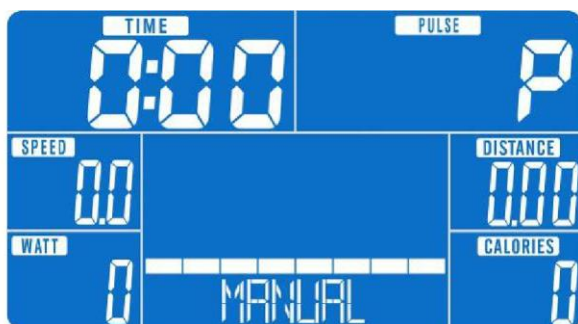 TIME PULSE
0:00 P
SPEED DISTANCE
0.0 0.00
WATT CALORIES
0 0
MANUAL